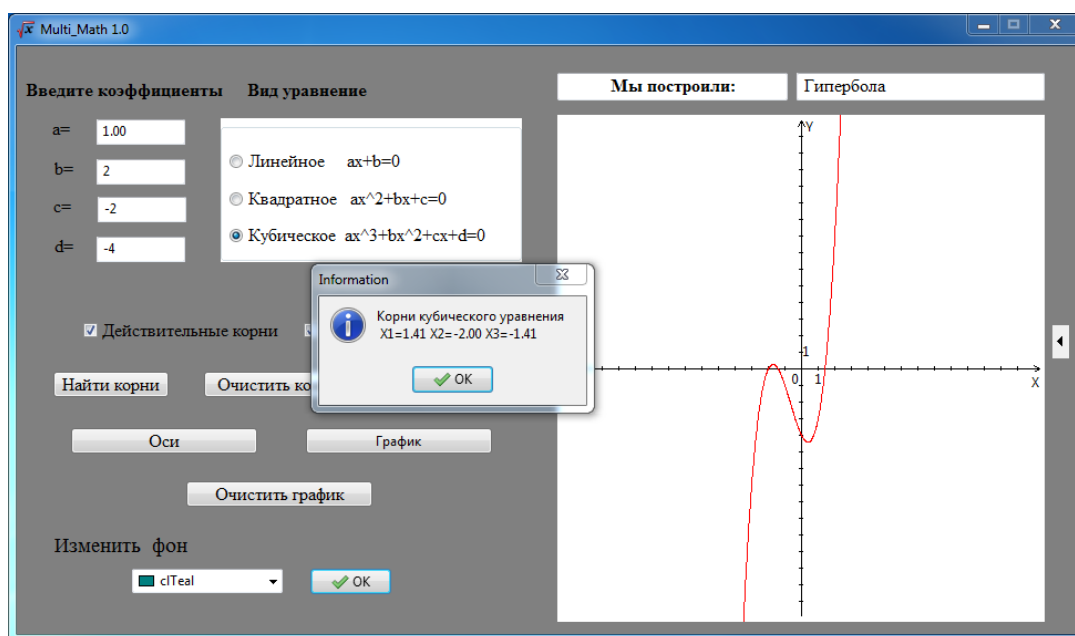 Multi_Math 1.0
Введите коэффициенты Вид уравнение
a= 1.00
b= 2
c= -2
d= -4
Линейное ax+b=0
Квадратное ax^2+bx+c=0
Кубическое ax^3+bx^2+cx+d=0
Мы построили: Гипербола
Y
1
0 1
X
Information
Корни кубического уравнения
X1=1.41 X2=-2.00 X3=-1.41
OK
Действительные корни
Найти корни
Очистить ко
Оси
График
Очистить график
Изменить фон
clTeal
OK